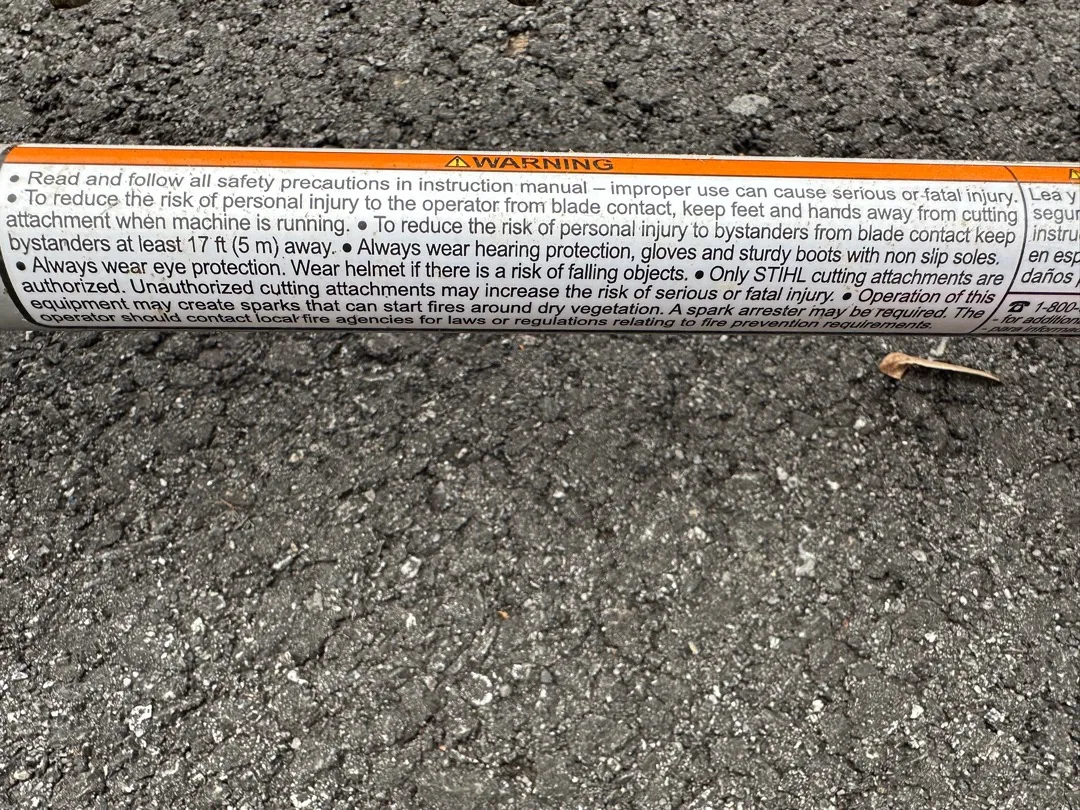 WARNING
• Read and follow all safety precautions in instruction manual – improper use can cause serious or fatal injury.
• To reduce the risk of personal injury to the operator from blade contact, keep feet and hands away from cutting
attachment when machine is running. • To reduce the risk of personal injury to bystanders from blade contact keep
bystanders at least 17 ft (5 m) away. • Always wear hearing protection, gloves and sturdy boots with non slip soles.
• Always wear eye protection. Wear helmet if there is a risk of falling objects. • Only STIHL cutting attachments are
authorized. Unauthorized cutting attachments may increase the risk of serious or fatal injury. • Operation of this
equipment may create sparks that can start fires around dry vegetation. A spark arrester may be required. The
operator should contact local fire agencies for laws or regulations relating to fire prevention requirements.
Lea y
segur
instru
en esp
daños
1-800-
- for addition
- para informa